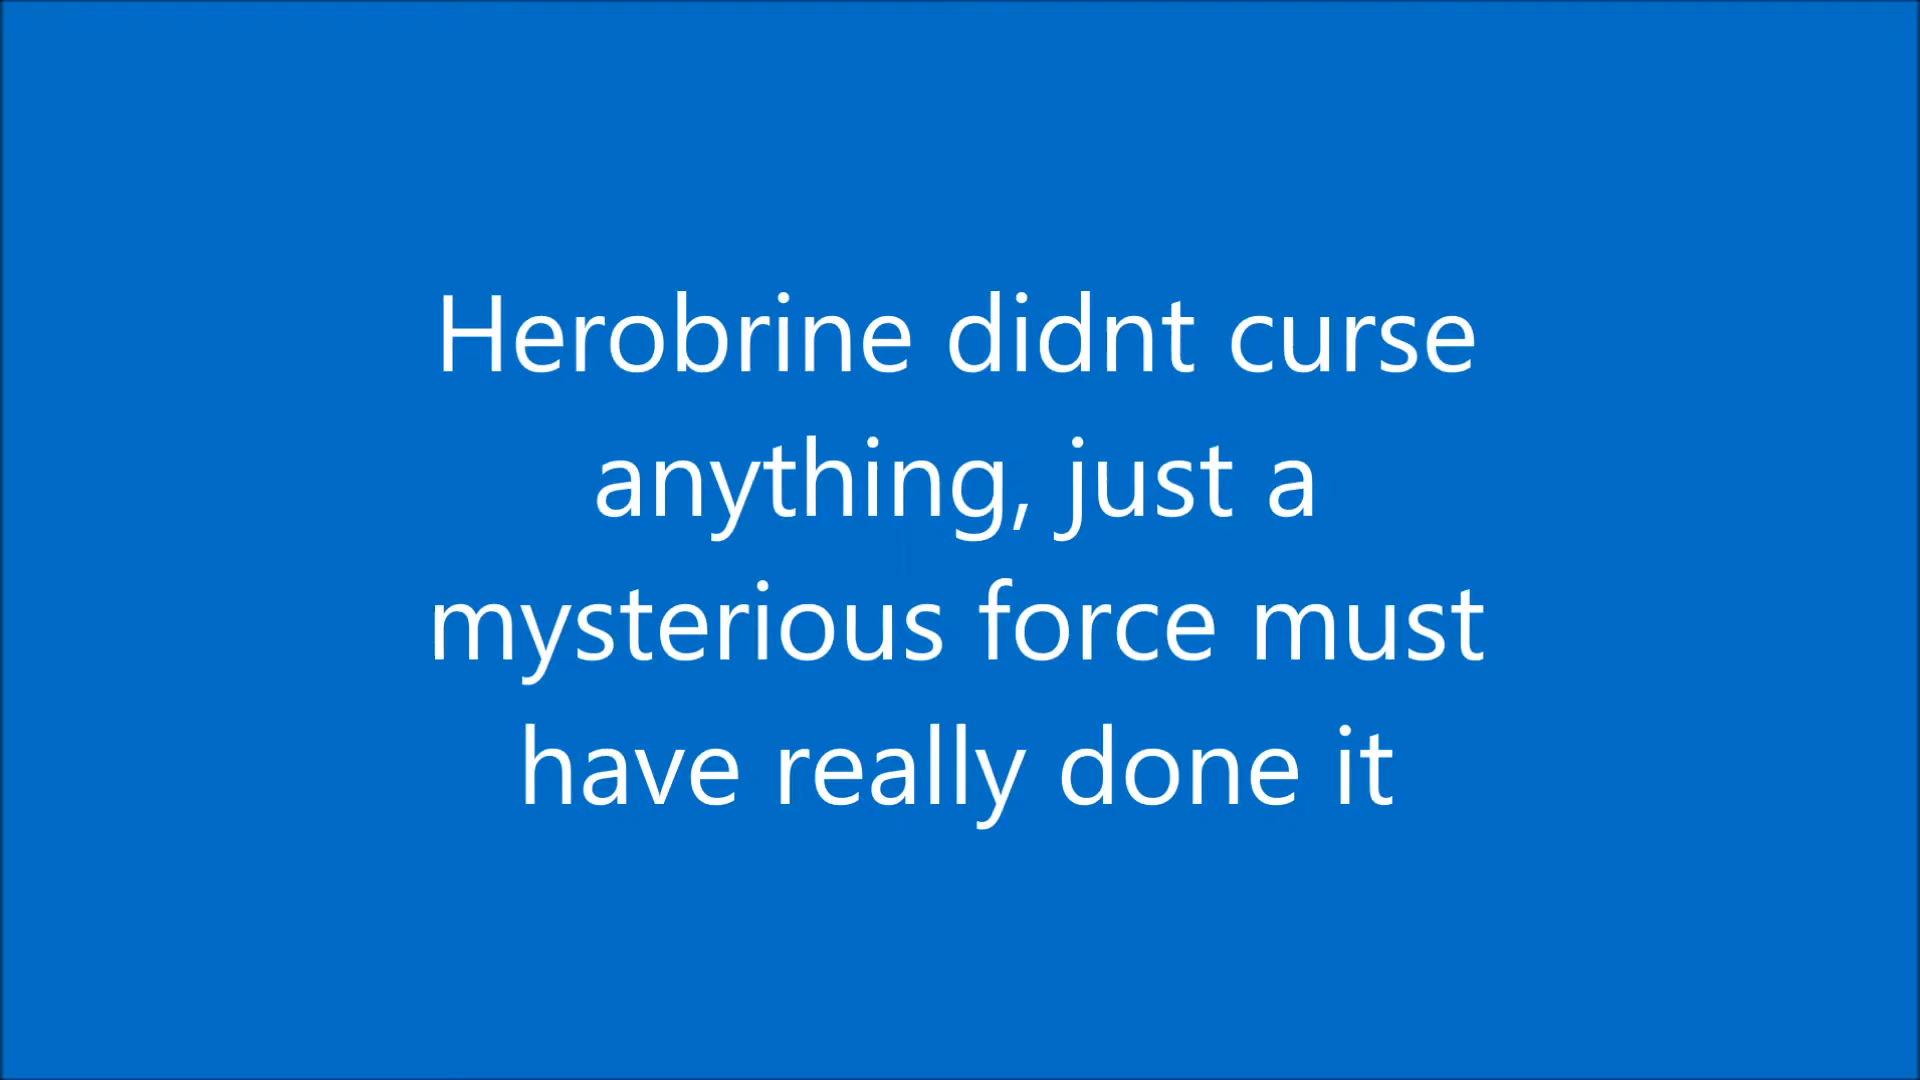 Herobrine didnt curse
anything, just a
mysterious force must
have really done it